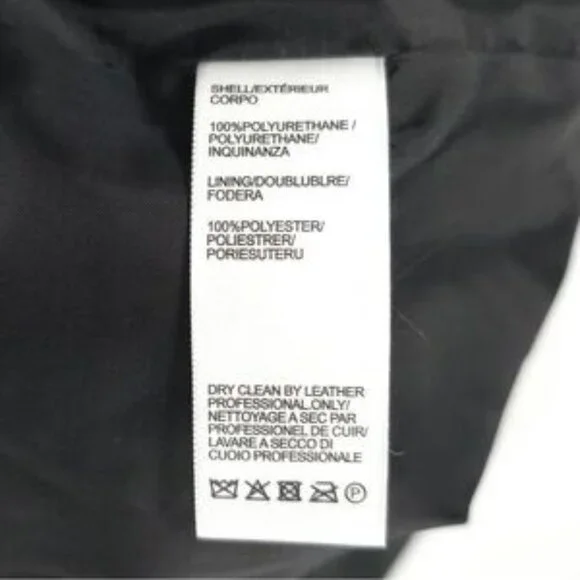 SHELL/EXTÉRIEUR
CORPO
100%POLYURETHANE /
POLYURETHANE/
INQUINANZA
LINING/DOUBLUBLRE/
FODERA
100%POLYESTER/
POLIESTRER/
PORIESUTERU
DRY CLEAN BY LEATHER
PROFESSIONAL.ONLY/
NETTOYAGE A SEC PAR
PROFESSIONEL DE CUIR/
LAVARE A SECCO DI
CUOIO PROFESSIONALE
P